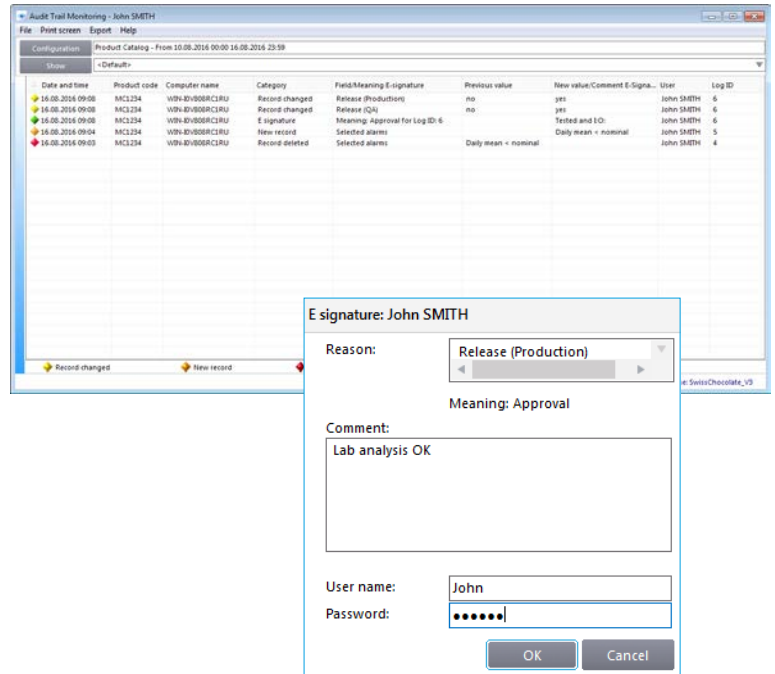 Audit Trail Monitoring - John SMITH
File Print screen Export Help
Configuration Product Catalog - From 10.08.2016 00:00 16.08.2016 23:59
Show <Default>
Date and time Product code Computer name Category Field/Meaning E-signature Previous value New value/Comment E-Signa... User Log ID
16.08.2016 09:08 MC1234 Record changed Release (Production) no yes John SMITH 6
16.08.2016 09:08 MC1234 Record changed Release (QA) no yes John SMITH 6
16.08.2016 09:08 MC1234 E signature Meaning: Approval for Log ID: 6 Tested and John SMITH 6
16.08.2016 09:04 MC1234 New record Selected alarms Daily mean < nominal John SMITH 5
16.08.2016 09:03 MC1234 Record deleted Selected alarms Daily mean < nominal John SMITH 4
Record changed New record
SwissChocolate_V9
E signature: John SMITH
Reason: Release (Production)
Meaning: Approval
Comment:
Lab analysis OK
User name: John
Password: ●●●●●●
OK Cancel